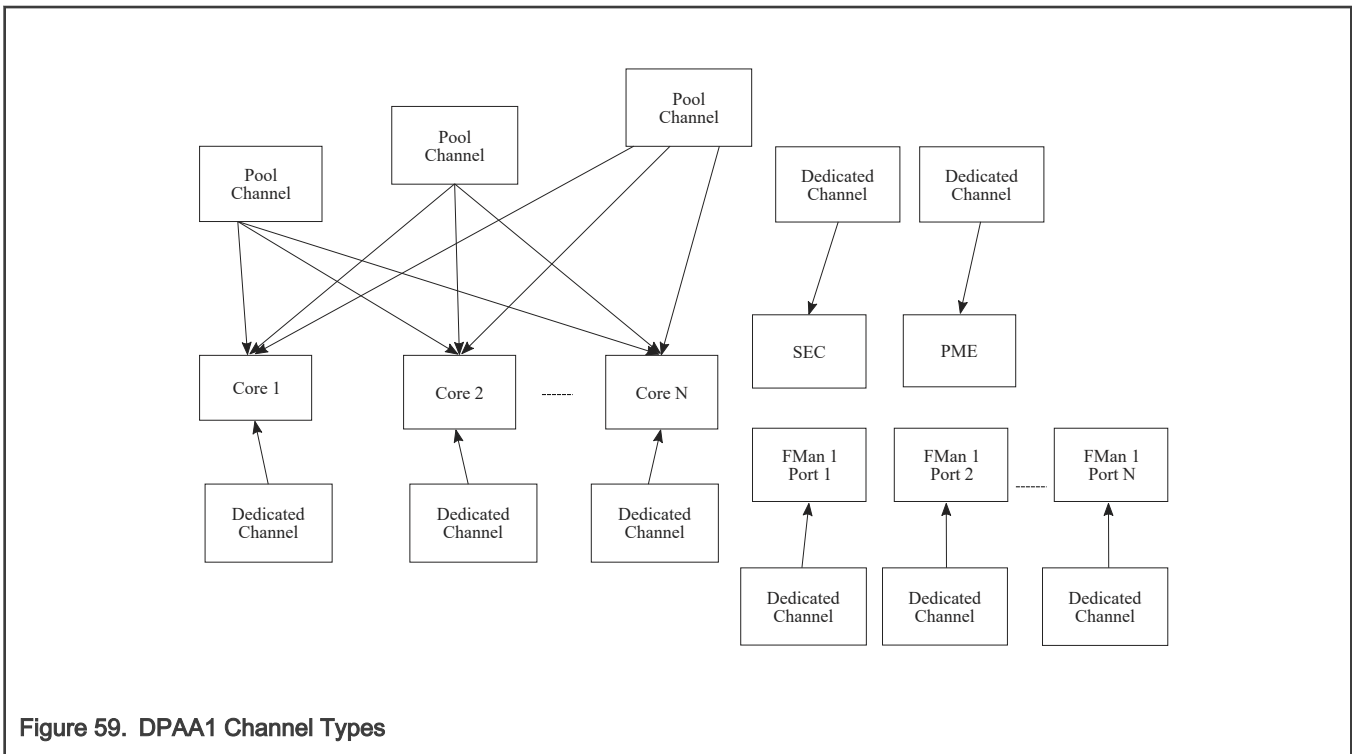 Pool
Channel
Pool
Channel
Pool
Channel
Dedicated
Channel
Dedicated
Channel
SEC
PME
Core 1
Core 2
Core N
FMan 1
Port 1
FMan 1
Port 2
FMan 1
Port N
Dedicated
Channel
Dedicated
Channel
Dedicated
Channel
Dedicated
Channel
Dedicated
Channel
Dedicated
Channel
Figure 59. DPAA1 Channel Types